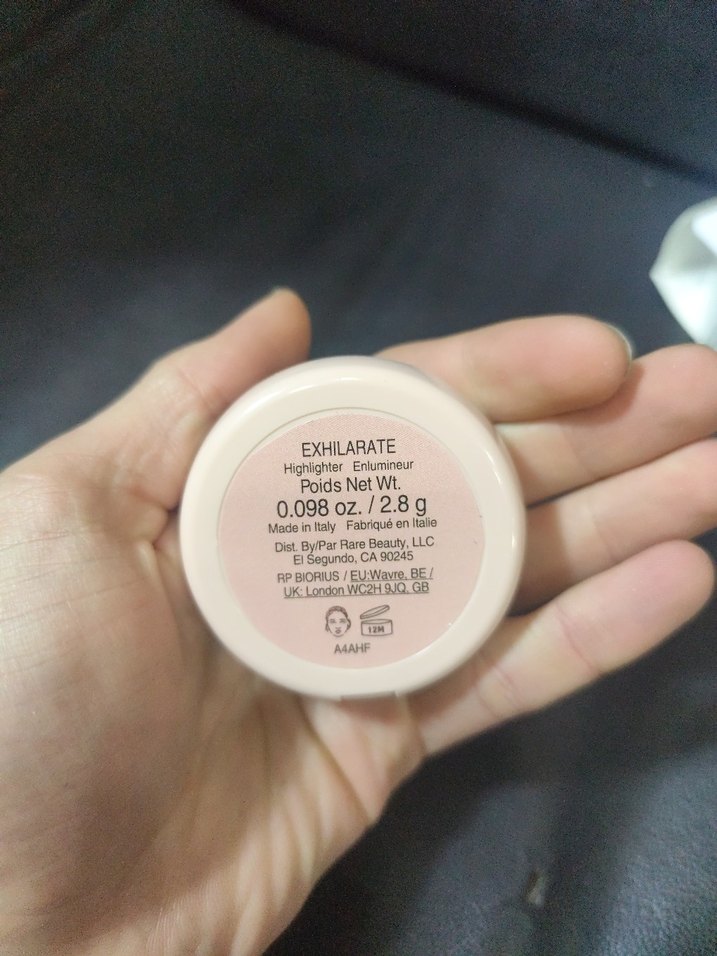 EXHILARATE
Highlighter Enlumineur
Poids Net Wt.
0.098 oz. / 2.8 g
Made in Italy Fabriqué en Italie
Dist. By/Par Rare Beauty, LLC
El Segundo, CA 90245
RP BIORIUS / EU:Wavre, BE /
UK: London WC2H 9JQ, GB
12M
A4AHF